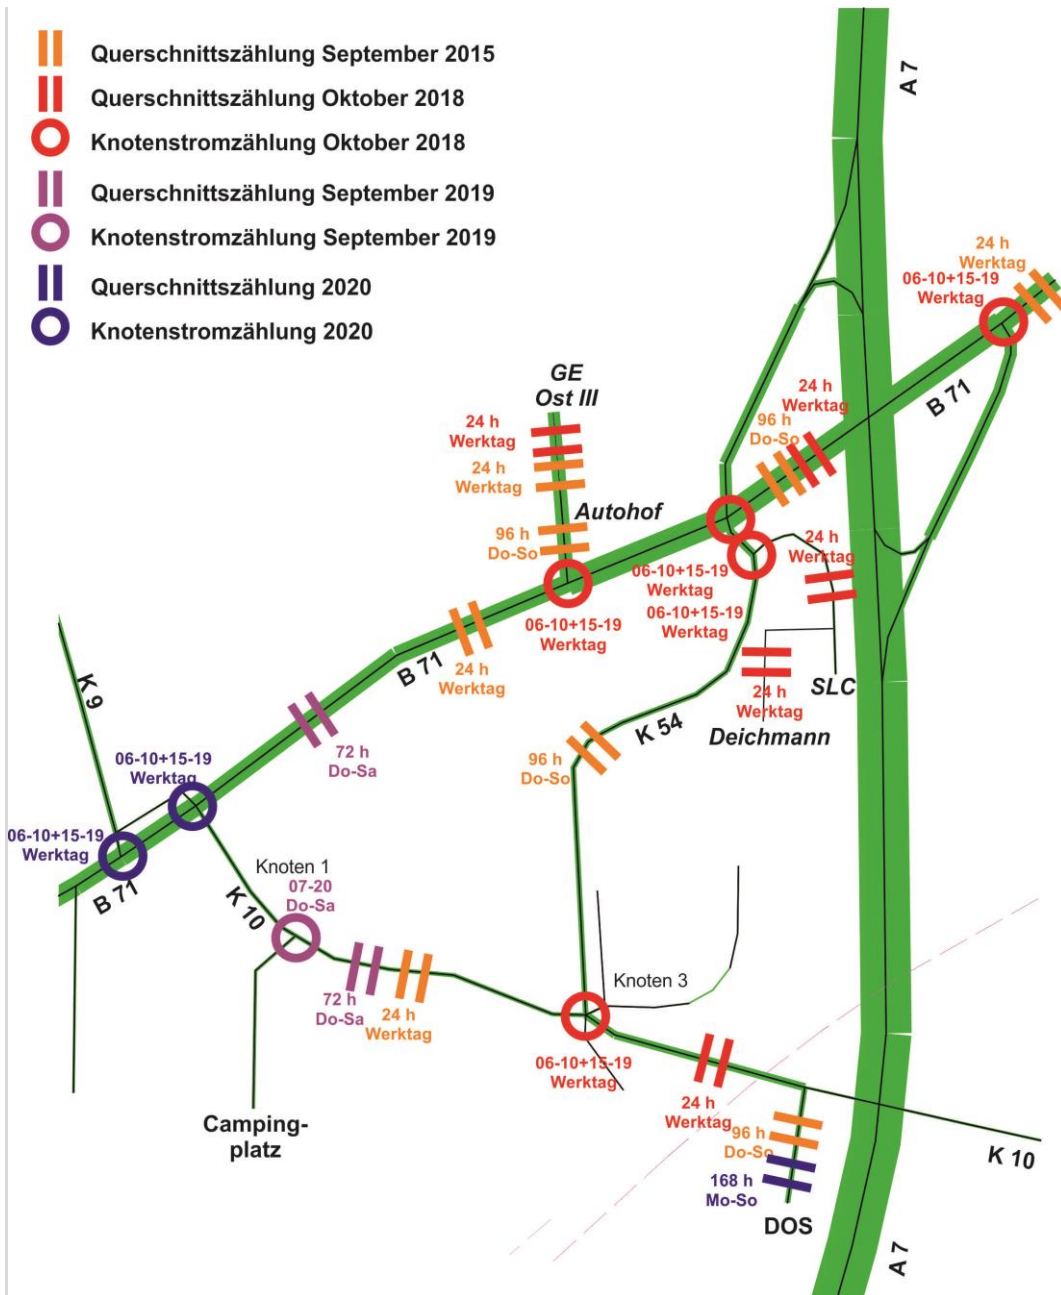 Querschnittszählung September 2015
Querschnittszählung Oktober 2018
Knotenstromzählung Oktober 2018
Querschnittszählung September 2019
Knotenstromzählung September 2019
Querschnittszählung 2020
Knotenstromzählung 2020
A 7
24 h
Werktag
06-10+15-19
Werktag
B 71
GE
Ost III
24 h
Werktag
24 h
Werktag
96 h
Do-So
24 h
Werktag
96 h
Do-So
Autohof
24 h
Werktag
06-10+15-19
Werktag
06-10+15-19
Werktag
06-10+15-19
Werktag
24 h
Werktag
B 71
K 9
72 h
Do-Sa
24 h
Werktag
SLC
Deichmann
K 54
96 h
Do-So
06-10+15-19
Werktag
06-10+15-19
Werktag
B 71
K 10
Knoten 1
07-20
Do-Sa
72 h
Do-Sa
24 h
Werktag
Knoten 3
06-10+15-19
Werktag
24 h
Werktag
Camping-
platz
96 h
Do-So
168 h
Mo-So
DOS
K 10
A 7